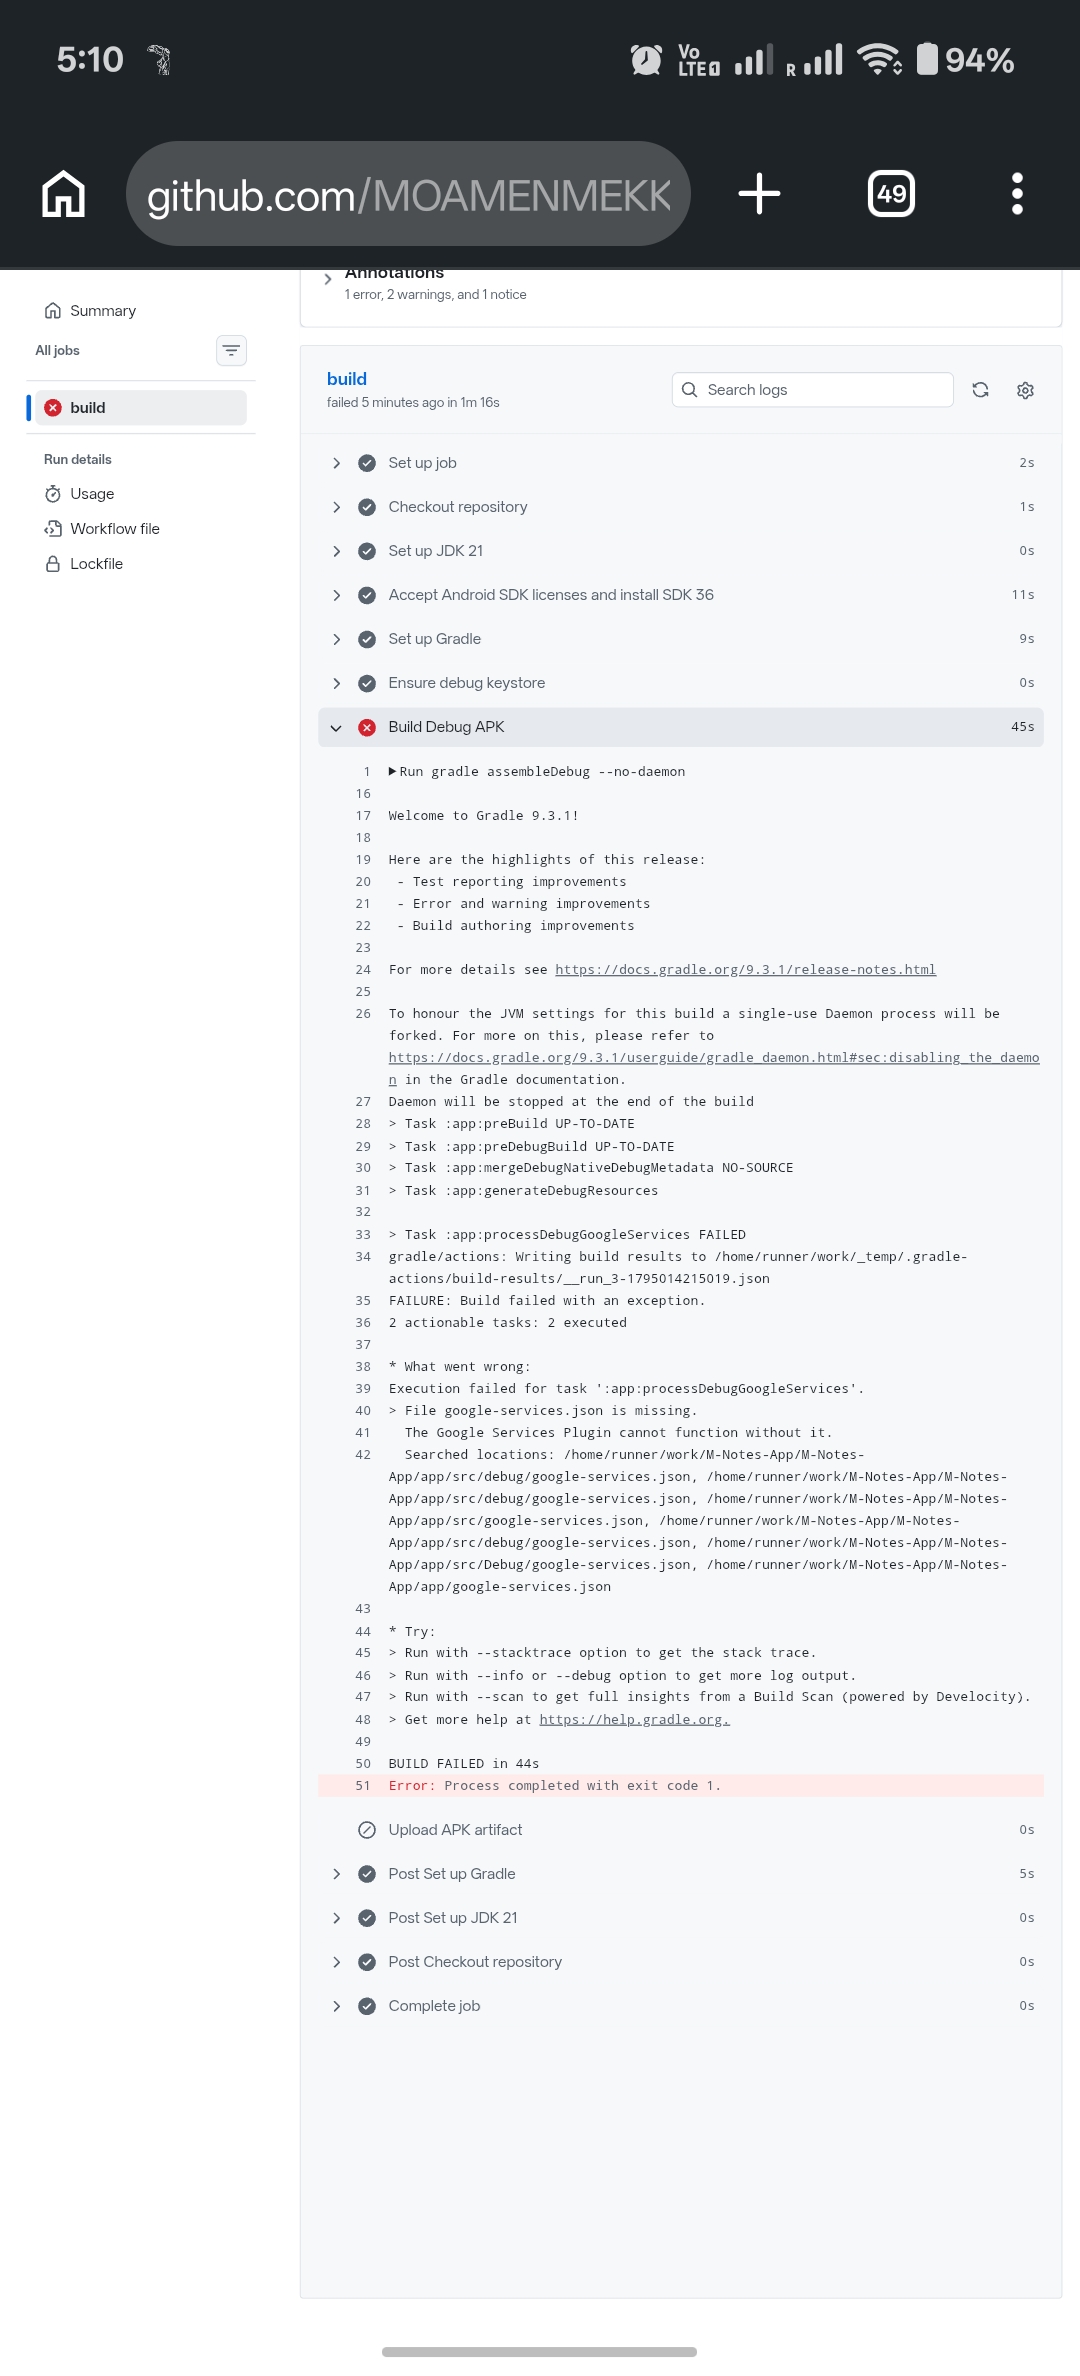 5:10
Vo
LTE1
R
94%
github.com/MOAMENMEKK
49
Annotations
1 error, 2 warnings, and 1 notice
Summary
All jobs
build
Run details
Usage
Workflow file
Lockfile
build
failed 5 minutes ago in 1m 16s
Search logs
Set up job 2s
Checkout repository 1s
Set up JDK 21 0s
Accept Android SDK licenses and install SDK 36 11s
Set up Gradle 9s
Ensure debug keystore 0s
Build Debug APK 45s
1 ▶Run gradle assembleDebug --no-daemon
16
17 Welcome to Gradle 9.3.1!
18
19 Here are the highlights of this release:
20 - Test reporting improvements
21 - Error and warning improvements
22 - Build authoring improvements
23
24 For more details see https://docs.gradle.org/9.3.1/release-notes.html
25
26 To honour the JVM settings for this build a single-use Daemon process will be
forked. For more on this, please refer to
https://docs.gradle.org/9.3.1/userguide/gradle_daemon.html#sec:disabling_the_daemo
n in the Gradle documentation.
27 Daemon will be stopped at the end of the build
28 > Task :app:preBuild UP-TO-DATE
29 > Task :app:preDebugBuild UP-TO-DATE
30 > Task :app:mergeDebugNativeDebugMetadata NO-SOURCE
31 > Task :app:generateDebugResources
32
33 > Task :app:processDebugGoogleServices FAILED
34 gradle/actions: Writing build results to /home/runner/work/_temp/.gradle-
actions/build-results/__run_3-1795014215019.json
35 FAILURE: Build failed with an exception.
36 2 actionable tasks: 2 executed
37
38 * What went wrong:
39 Execution failed for task ':app:processDebugGoogleServices'.
40 > File google-services.json is missing.
41 The Google Services Plugin cannot function without it.
42 Searched locations: /home/runner/work/M-Notes-App/M-Notes-
App/app/src/debug/google-services.json, /home/runner/work/M-Notes-App/M-Notes-
App/app/src/debug/google-services.json, /home/runner/work/M-Notes-App/M-Notes-
App/app/src/google-services.json, /home/runner/work/M-Notes-App/M-Notes-
App/app/src/debug/google-services.json, /home/runner/work/M-Notes-App/M-Notes-
App/app/src/Debug/google-services.json, /home/runner/work/M-Notes-App/M-Notes-
App/app/google-services.json
43
44 * Try:
45 > Run with --stacktrace option to get the stack trace.
46 > Run with --info or --debug option to get more log output.
47 > Run with --scan to get full insights from a Build Scan (powered by Develocity).
48 > Get more help at https://help.gradle.org.
49
50 BUILD FAILED in 44s
51 Error: Process completed with exit code 1.
Upload APK artifact 0s
Post Set up Gradle 5s
Post Set up JDK 21 0s
Post Checkout repository 0s
Complete job 0s